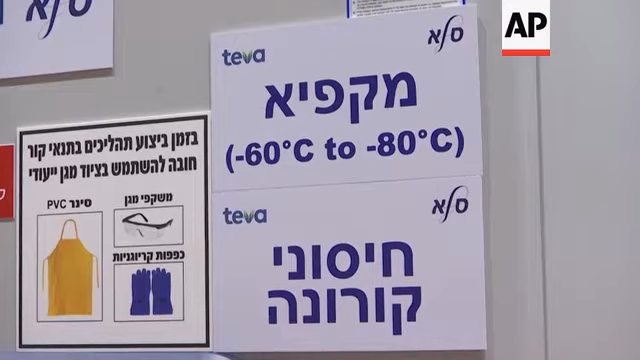 סלא
AP
teva
סלא
מקפיא
(-60°C to -80°C)
בזמן ביצוע תהליכים בתנאי קור
חובה להשתמש בציוד מגן ייעודי
סינר PVC
משקפי מגן
כפפות קריוגניות
teva
סלא
חיסוני
קורונה